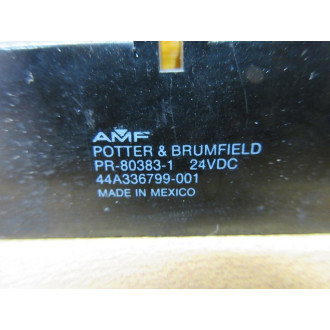 AMF
POTTER & BRUMFIELD
PR-80383-1 24VDC
44A336799-001
MADE IN MEXICO